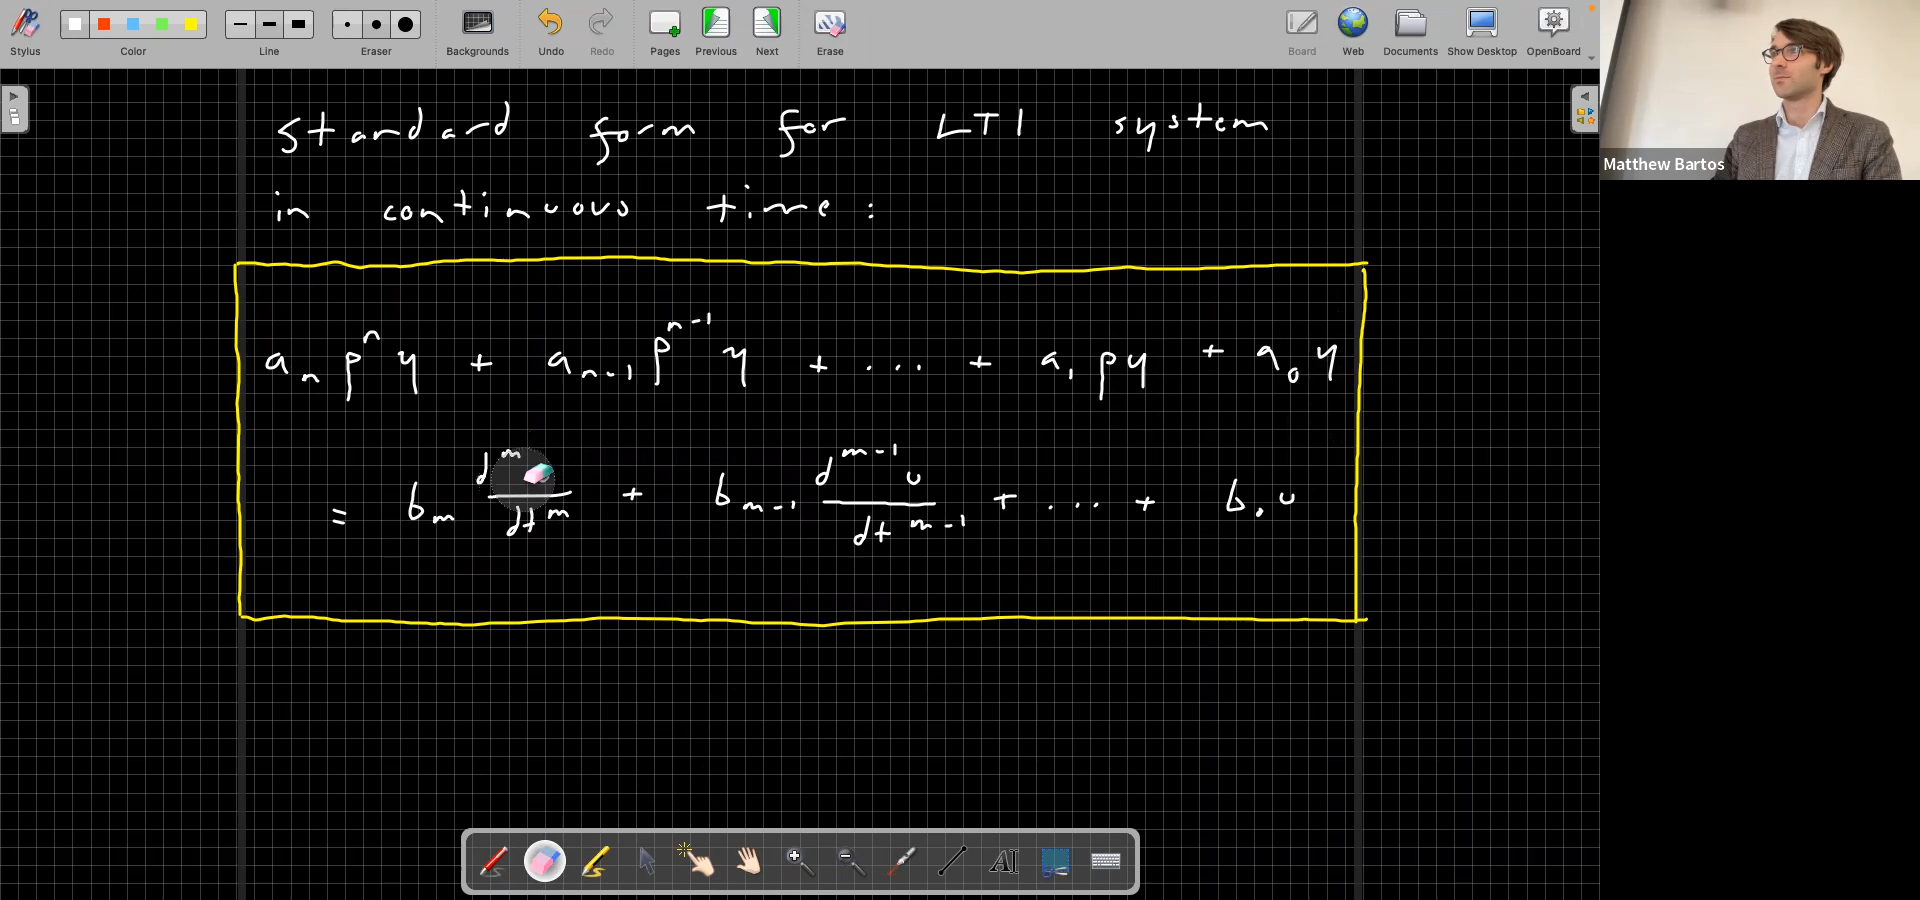 Stylus Color Line Eraser Backgrounds Undo Redo Pages Previous Next Erase Board Web Documents Show Desktop OpenBoard
Matthew Bartos
standard form for LTI system
in continuous time:
aₙ pⁿ y + aₙ₋₁ pⁿ⁻¹ y + ... + a₁ p y + a₀ y
= bₘ dᵐ / dtᵐ + bₘ₋₁ dᵐ⁻¹ u / dtᵐ⁻¹ + ... + b₀ u
AI